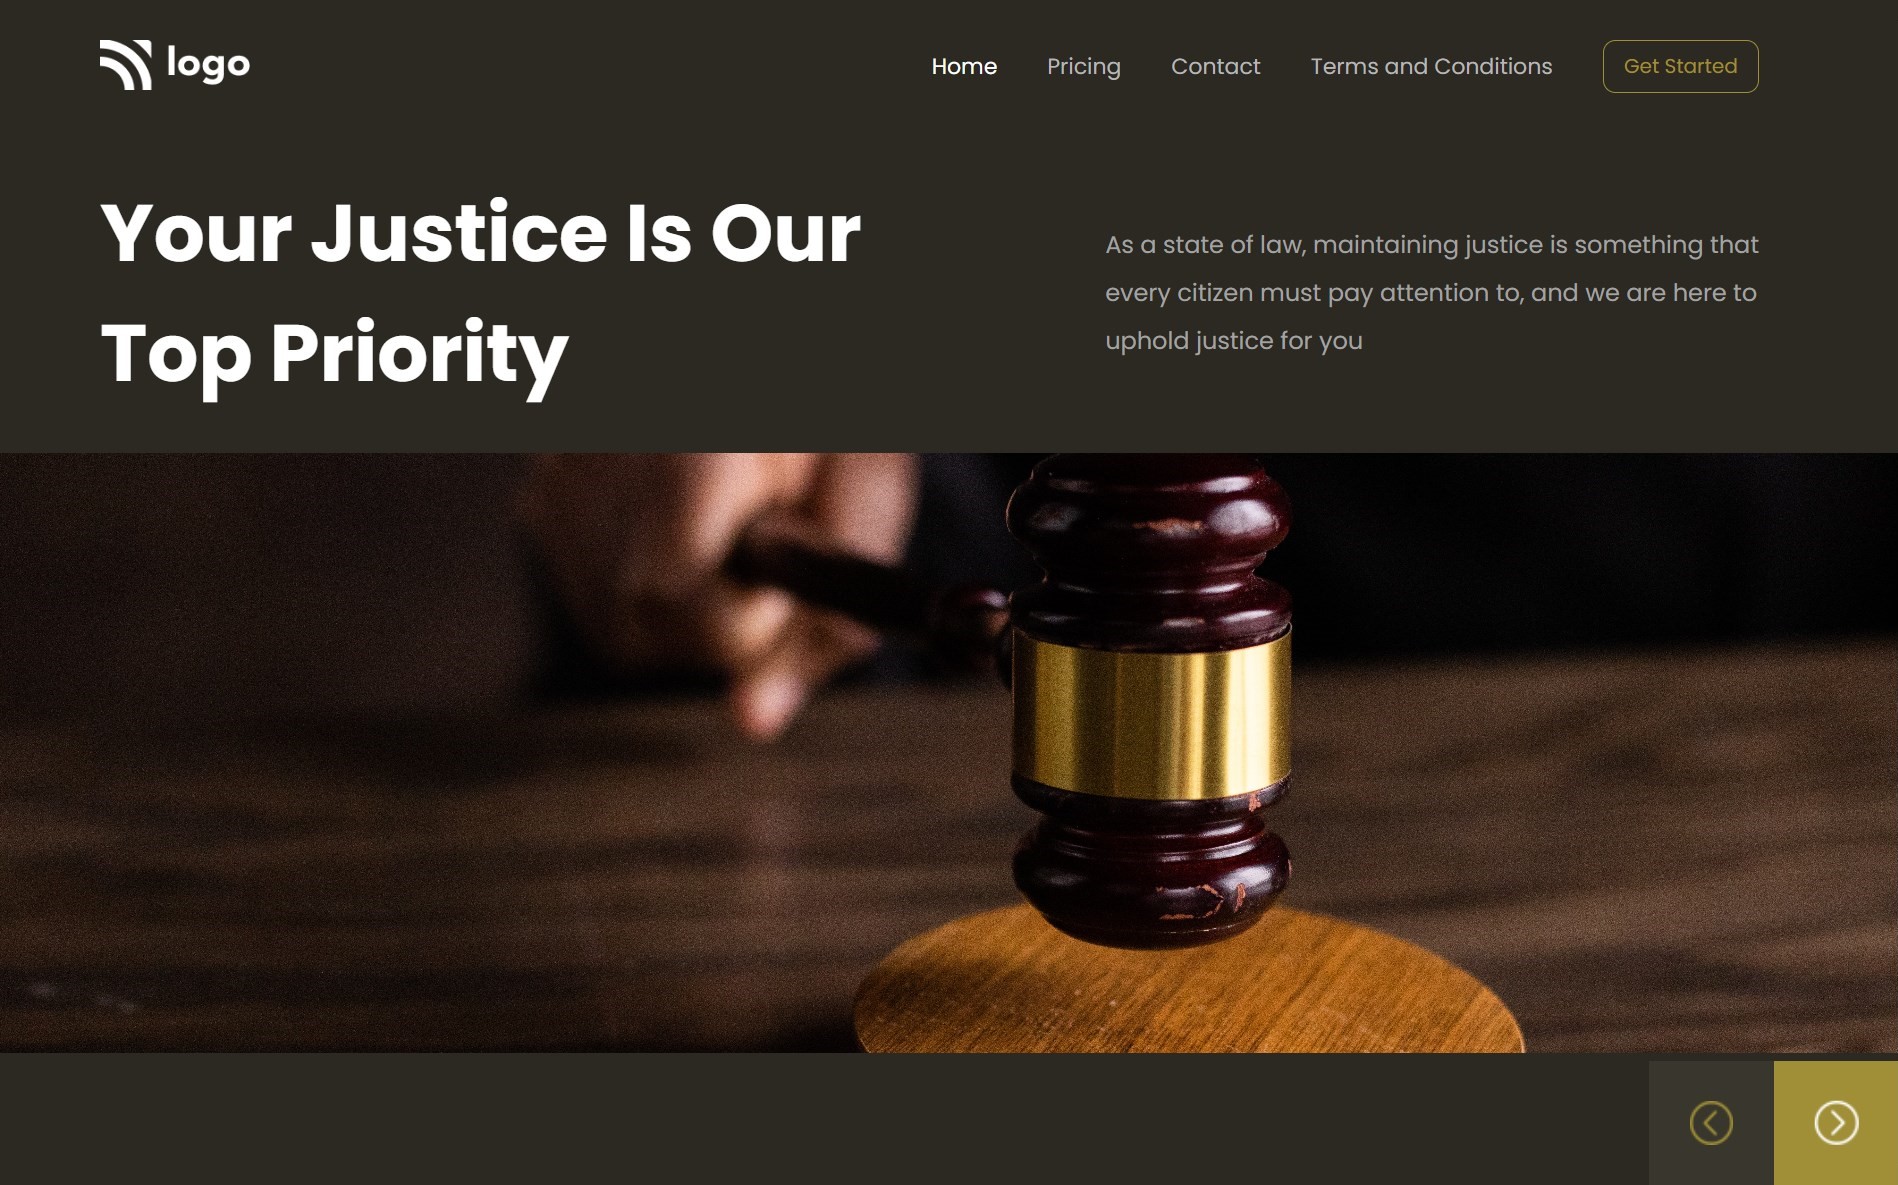 logo
Home Pricing Contact Terms and Conditions Get Started
Your Justice Is Our
Top Priority
As a state of law, maintaining justice is something that
every citizen must pay attention to, and we are here to
uphold justice for you